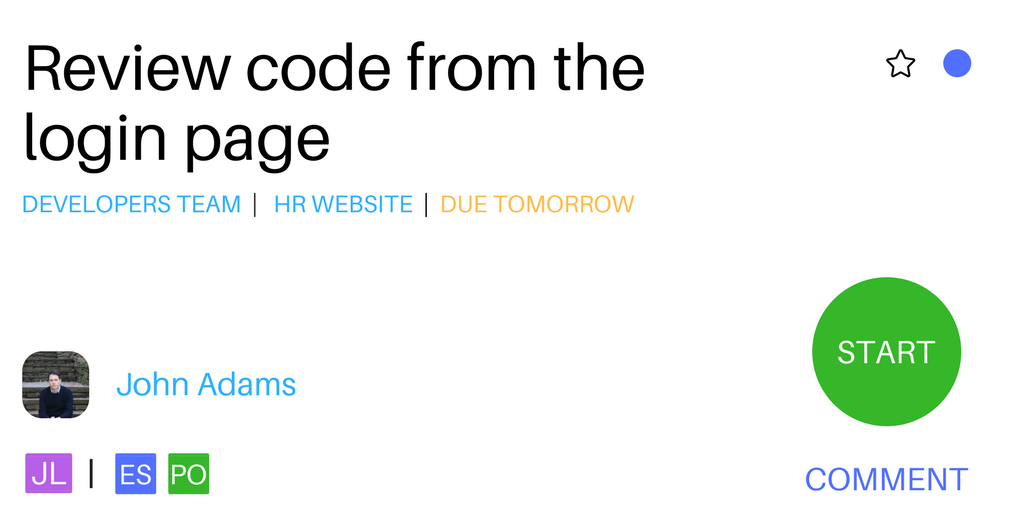 Review code from the
login page
DEVELOPERS TEAM | HR WEBSITE | DUE TOMORROW
START
John Adams
JL | ES PO
COMMENT